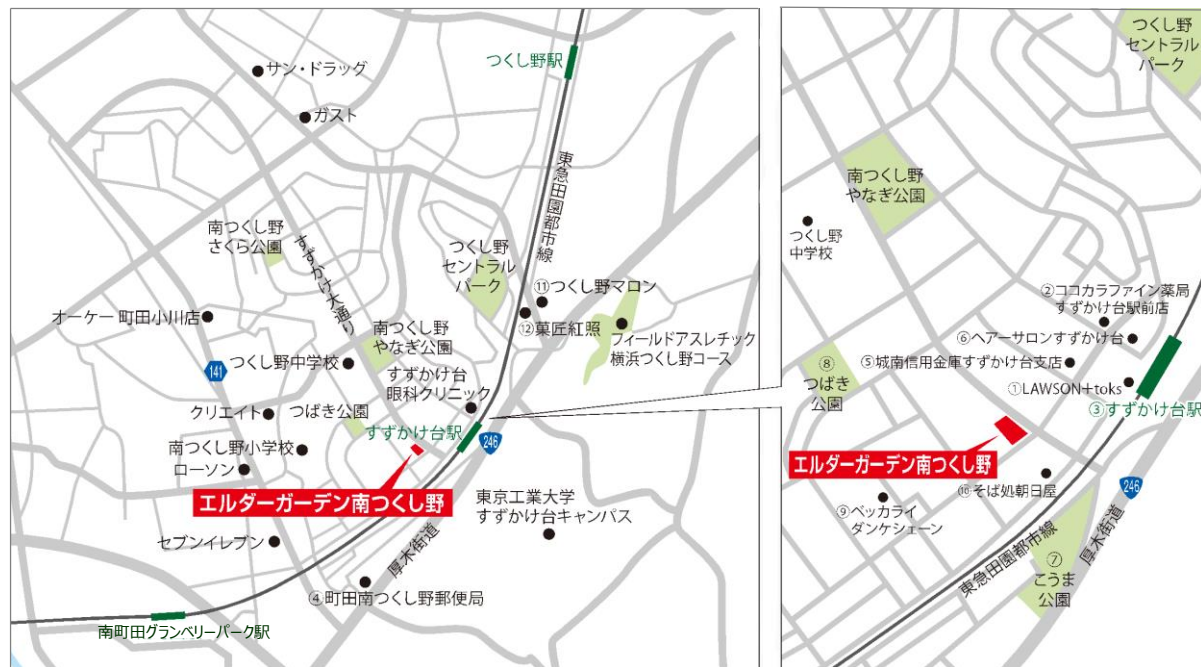 つくし野駅
サン・ドラッグ
ガスト
東急田園都市線
南つくし野
さくら公園
すずかけ大通り
つくし野
セントラル
パーク
⑪つくし野マロン
⑫菓匠紅照
フィールドアスレチック
横浜つくし野コース
オーケー 町田小川店
南つくし野
やなぎ公園
つくし野中学校
141
すずかけ台
眼科クリニック
クリエイト
つばき公園
すずかけ台駅
246
南つくし野小学校
ローソン
エルダーガーデン南つくし野
東京工業大学
すずかけ台キャンパス
セブンイレブン
厚木街道
④町田南つくし野郵便局
南町田グランベリーパーク駅
つくし野
セントラル
パーク
南つくし野
やなぎ公園
つくし野
中学校
②ココカラファイン薬局
すずかけ台駅前店
⑥ヘアーサロンすずかけ台
⑤城南信用金庫すずかけ台支店
⑧
つばき
公園
①LAWSON+toks
③すずかけ台駅
エルダーガーデン南つくし野
⑩そば処朝日屋
246
⑨ベッカライ
ダンケシェーン
東急田園都市線
厚木街道
⑦
こうま
公園